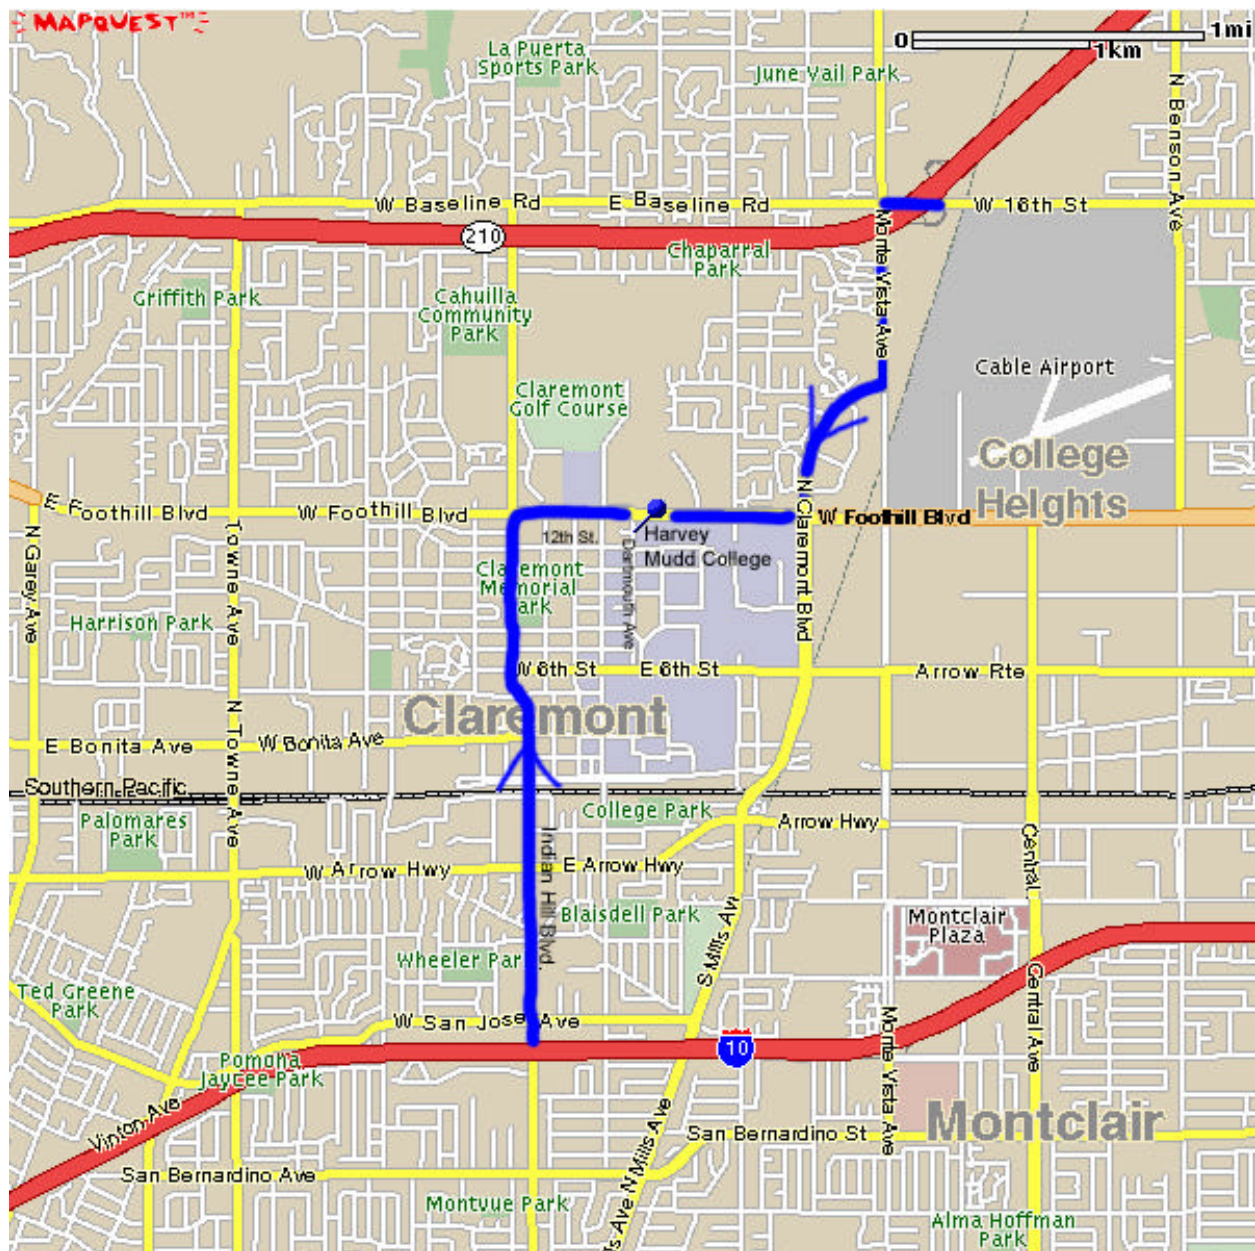 MAPQUEST™
La Puerta
Sports Park
June Vail Park
0
1mi
1km
N Benson Ave
W Baseline Rd
E Baseline Rd
W 16th St
210
Monte Vista Ave
Chaparral
Park
Griffith Park
Cahuilla
Community
Park
Cable Airport
Claremont
Golf Course
College
Heights
E Foothill Blvd
W Foothill Blvd
W Foothill Blvd
N Claremont Blvd
N Garey Ave
Towne Ave
12th St.
Dartmouth Ave
Harvey
Mudd College
Claremont
Memorial
Park
Harrison Park
W 6th St
E 6th St
Arrow Rte
Claremont
N Towne Ave
E Bonita Ave
W Bonita Ave
Southern Pacific
Palomares
Park
College Park
Arrow Hwy
W Arrow Hwy
E Arrow Hwy
Indian Hill Blvd.
Central
Blaisdell Park
Montclair
Plaza
S Mills Av
Wheeler Par
Ted Greene
Park
W San Jose Ave
Central Ave
Monte Vista Ave
10
Pomona
Jaycee Park
Vinton Ave
San Bernardino St
Montclair
San Bernardino Ave
N Mills Ave
ls Ave
Montvue Park
Alma Hoffman
Park